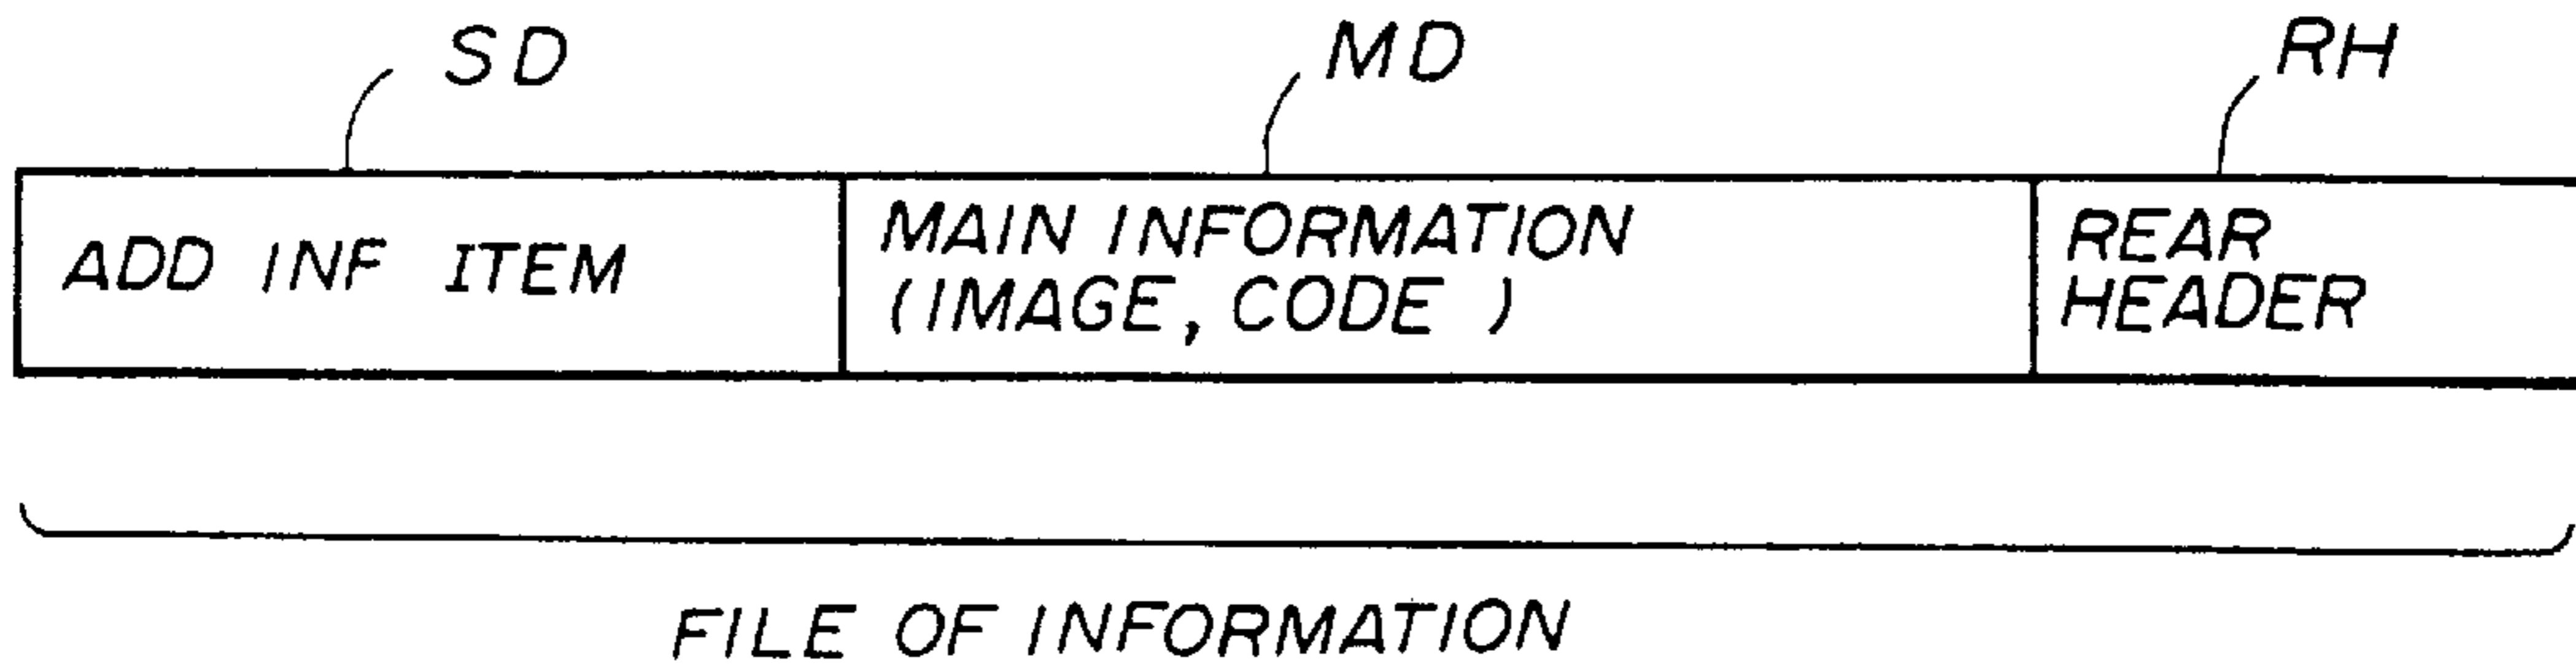 SD MD RH
ADD INF ITEM
MAIN INFORMATION
(IMAGE, CODE )
REAR
HEADER
FILE OF INFORMATION